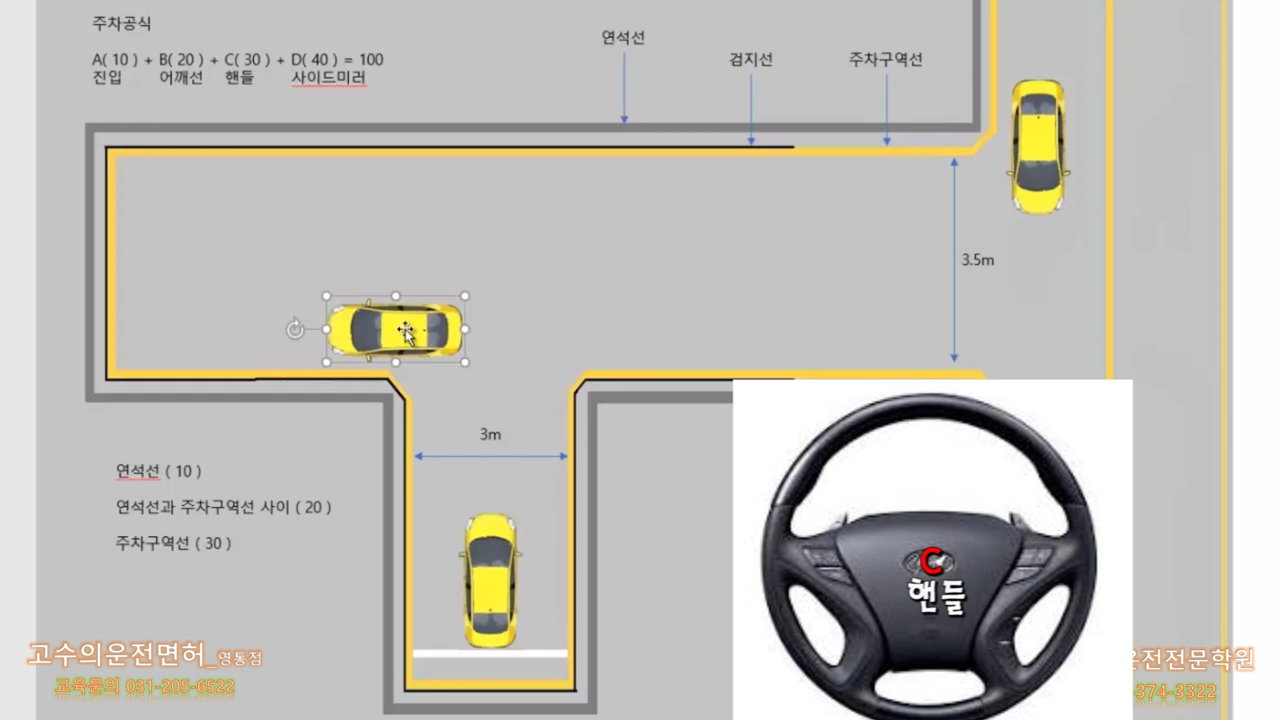 주차공식
A( 10 ) + B( 20 ) + C( 30 ) + D( 40 ) = 100
진입 어깨선 핸들 사이드미러
연석선
검지선
주차구역선
3.5m
3m
연석선 ( 10 )
연석선과 주차구역선 사이 ( 20 )
주차구역선 ( 30 )
C
핸들
고수의운전면허_영통점
교육문의 031-205-6522
운전전문학원
-374-3322